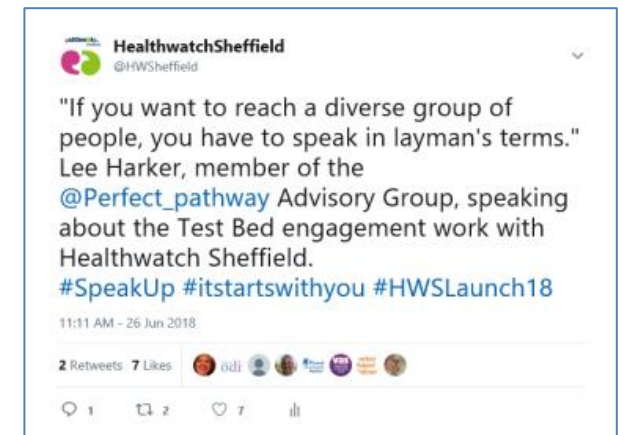 HealthwatchSheffield
@HWSheffield
"If you want to reach a diverse group of
people, you have to speak in layman's terms."
Lee Harker, member of the
@Perfect_pathway Advisory Group, speaking
about the Test Bed engagement work with
Healthwatch Sheffield.
#SpeakUp #itstartswithyou #HWSLaunch18
11:11 AM - 26 Jun 2018
2 Retweets 7 Likes odi
1 2 7